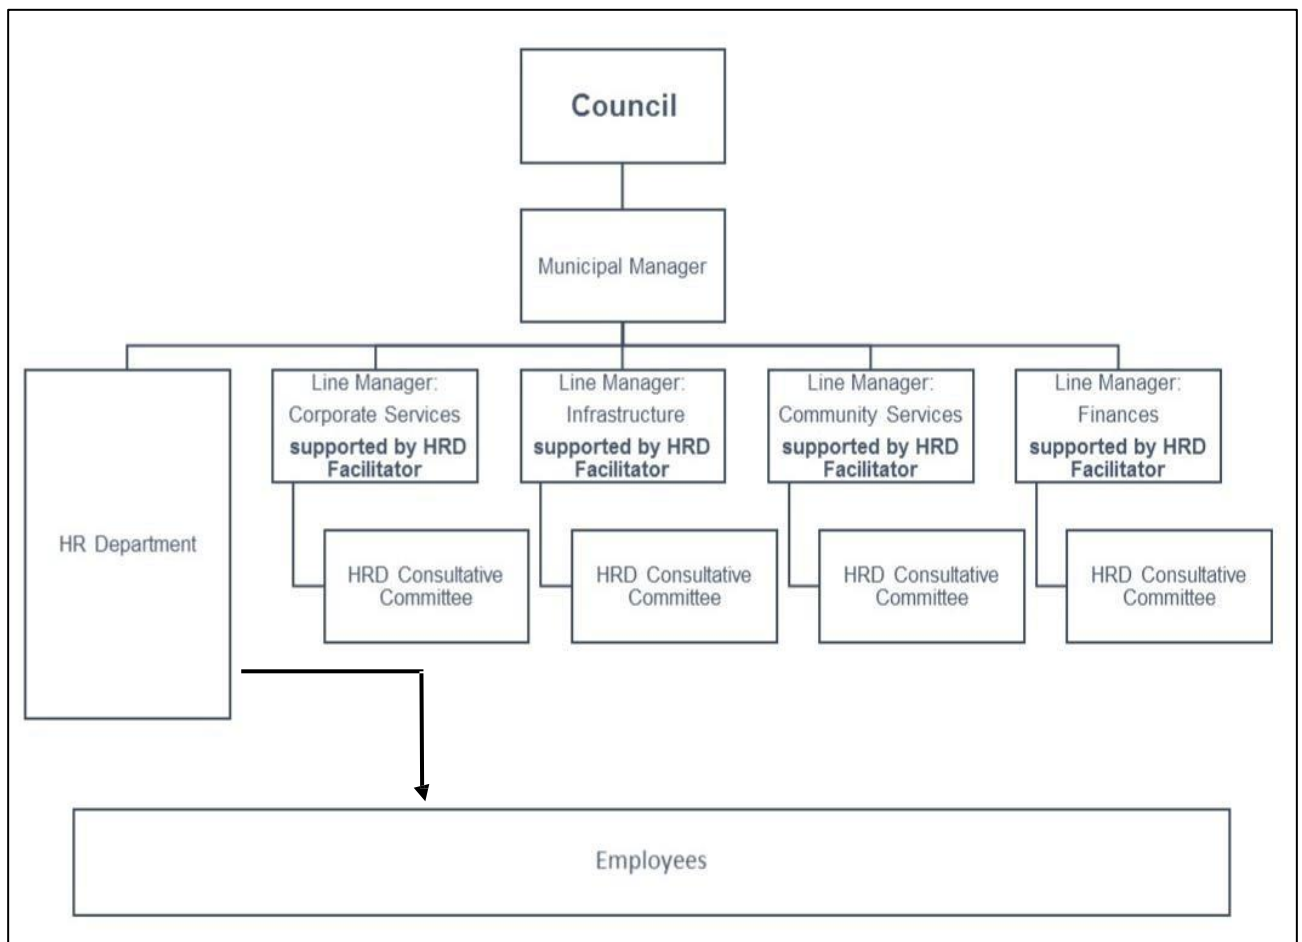 Council
Municipal Manager
HR Department
Line Manager:
Corporate Services
supported by HRD
Facilitator
Line Manager:
Infrastructure
supported by HRD
Facilitator
Line Manager:
Community Services
supported by HRD
Facilitator
Line Manager:
Finances
supported by HRD
Facilitator
HRD Consultative
Committee
HRD Consultative
Committee
HRD Consultative
Committee
HRD Consultative
Committee
Employees